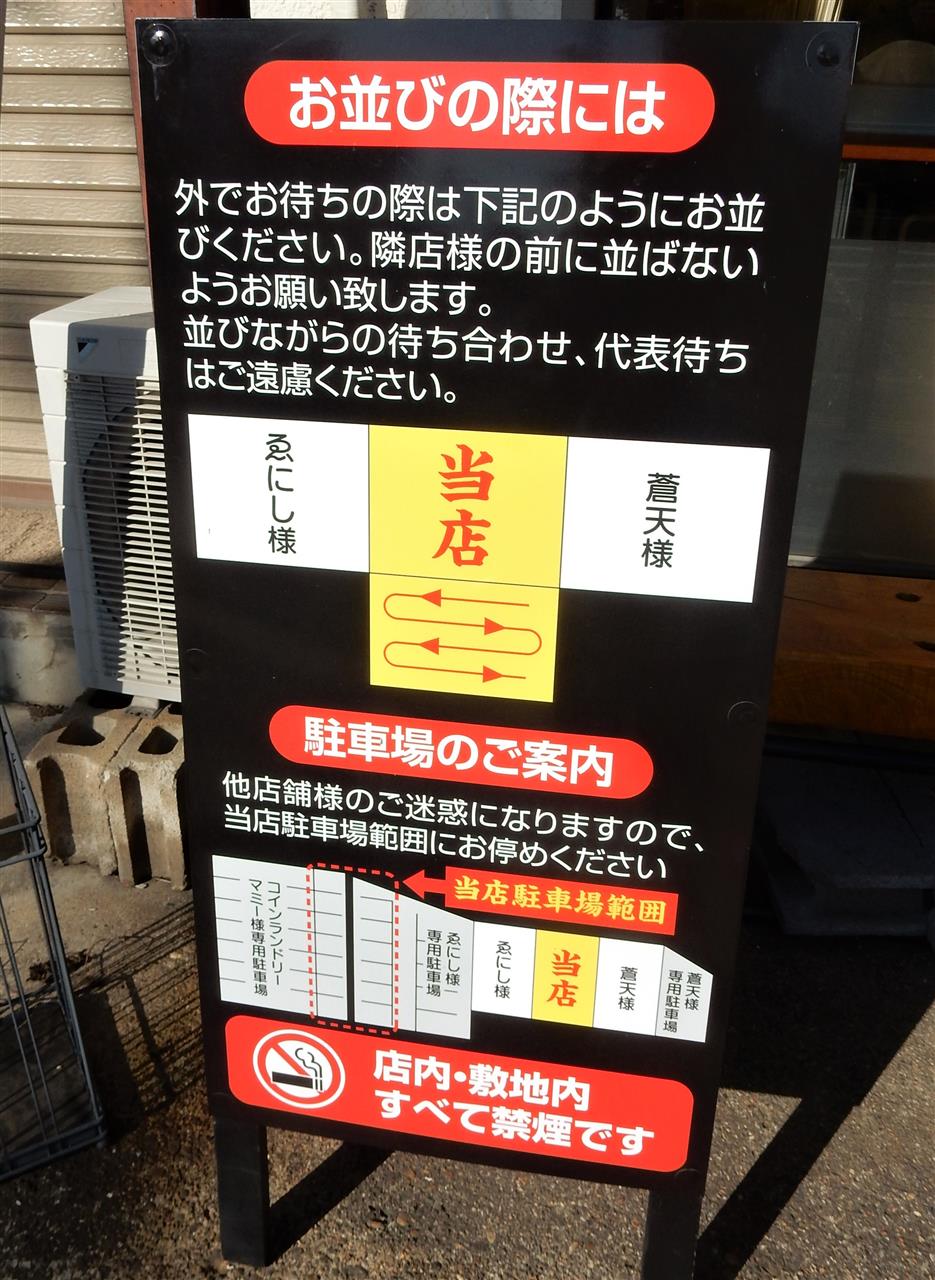 お並びの際には
外でお待ちの際は下記のようにお並
びください。隣店様の前に並ばない
ようお願い致します。
並びながらの待ち合わせ、代表待ち
はご遠慮ください。
ゑにし様
当店
蒼天様
駐車場のご案内
他店舗様のご迷惑になりますので、
当店駐車場範囲にお停めください
当店駐車場範囲
コインランドリー
マミー様専用駐車場
ゑにし様
専用駐車場
ゑにし様
当店
蒼天様
蒼天様
専用駐車場
店内・敷地内
すべて禁煙です